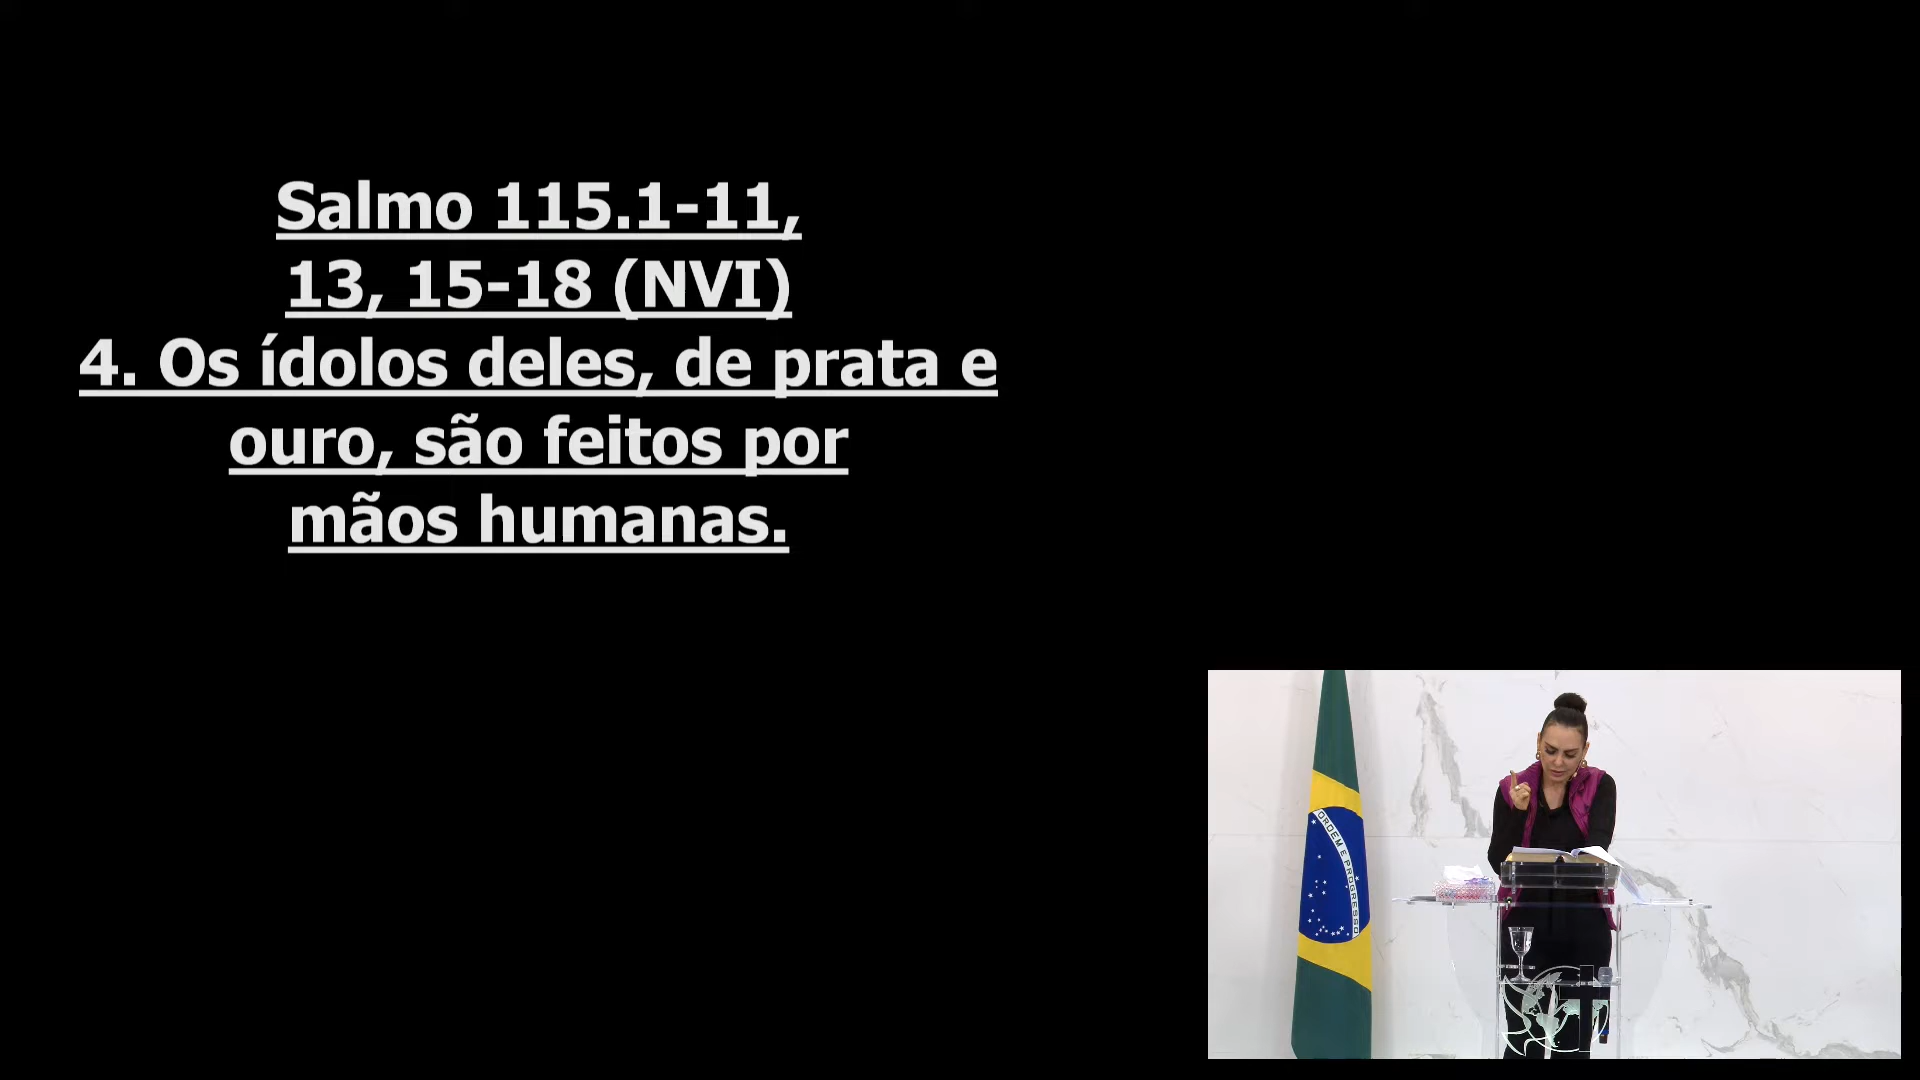 Salmo 115.1-11,
13, 15-18 (NVI)
4. Os ídolos deles, de prata e
ouro, são feitos por
mãos humanas.
ORDEM E PROGRESSO